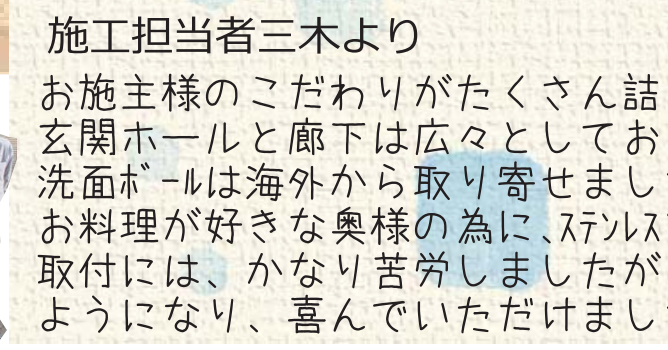 施工担当者三木より
お施主様のこだわりがたくさん詰
玄関ホールと廊下は広々としてお
洗面ﾎﾞｰﾙは海外から取り寄せまし
お料理が好きな奥様の為に、ｽﾃﾝﾚｽ
取付には、かなり苦労しましたが
ようになり、喜んでいただけまし